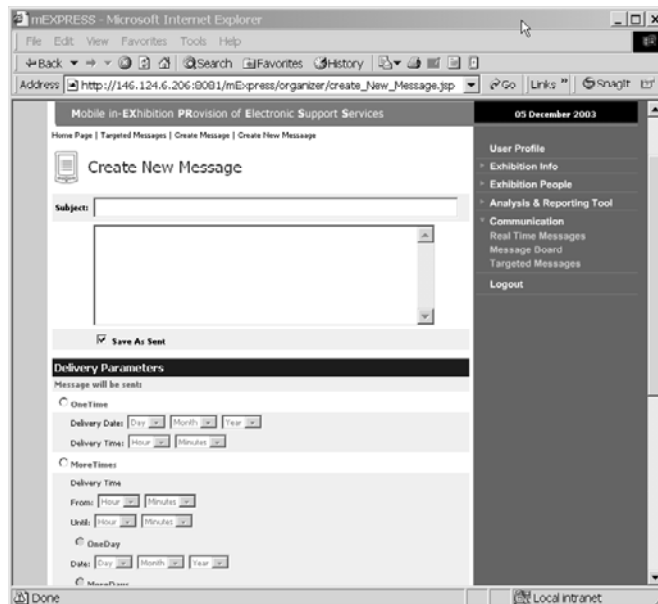 mEXPRESS - Microsoft Internet Explorer
File Edit View Favorites Tools Help
Back Search Favorites History
Address http://146.124.6.206:8081/mExpress/organizer/create_New_Message.jsp Go Links » SnagIt
Mobile in-EXhibition PRovision of Electronic Support Services
05 December 2003
Home Page | Targeted Messages | Create Message | Create New Message
Create New Message
Subject:
Save As Sent
Delivery Parameters
Message will be sent:
OneTime
Delivery Date: Day Month Year
Delivery Time: Hour Minutes
MoreTimes
Delivery Time
From: Hour Minutes
Until: Hour Minutes
OneDay
Date: Day Month Year
MoreDays
User Profile
Exhibition Info
Exhibition People
Analysis & Reporting Tool
Communication
Real Time Messages
Message Board
Targeted Messages
Logout
Done
Local intranet